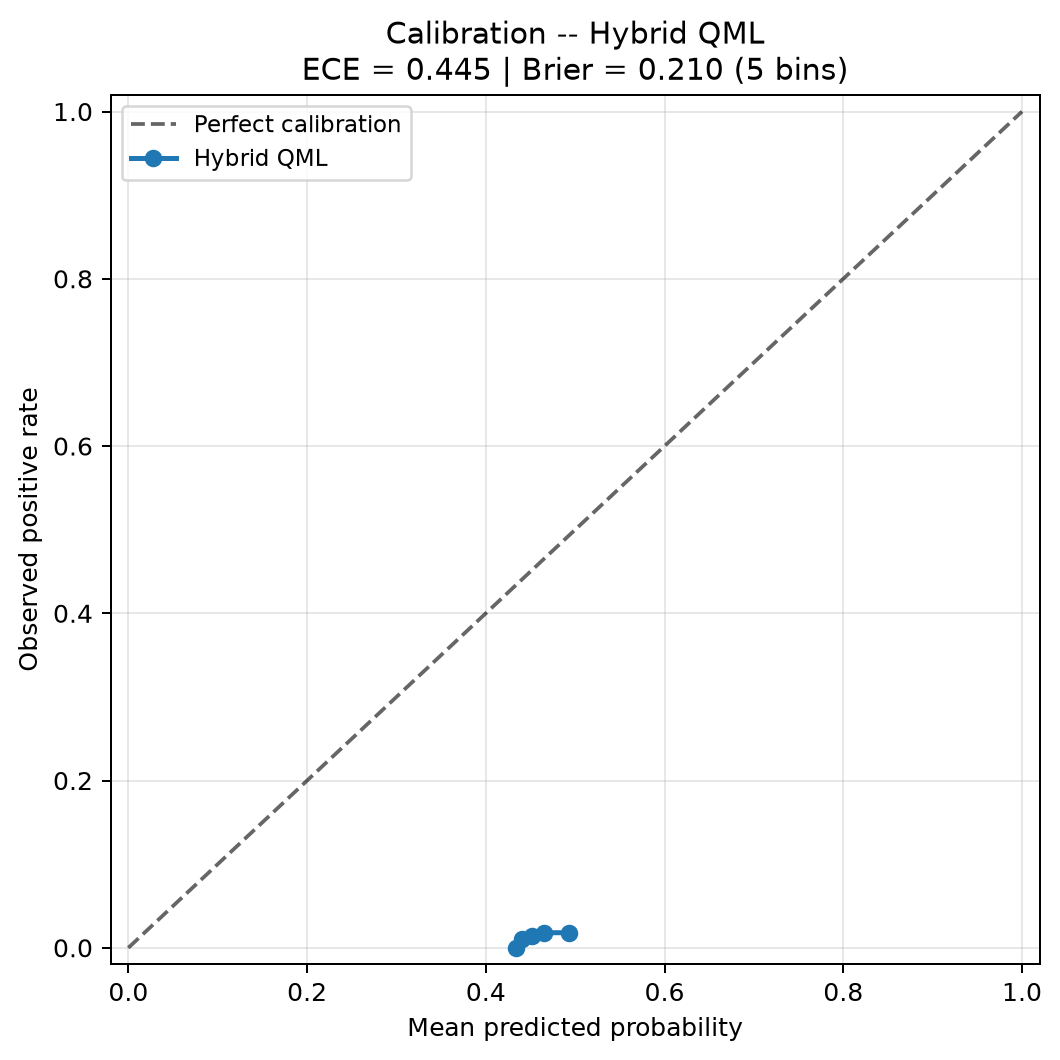 Calibration -- Hybrid QML
ECE = 0.445 | Brier = 0.210 (5 bins)
Perfect calibration
Hybrid QML
1.0
0.8
0.6
0.4
0.2
0.0
Observed positive rate
0.0 0.2 0.4 0.6 0.8 1.0
Mean predicted probability